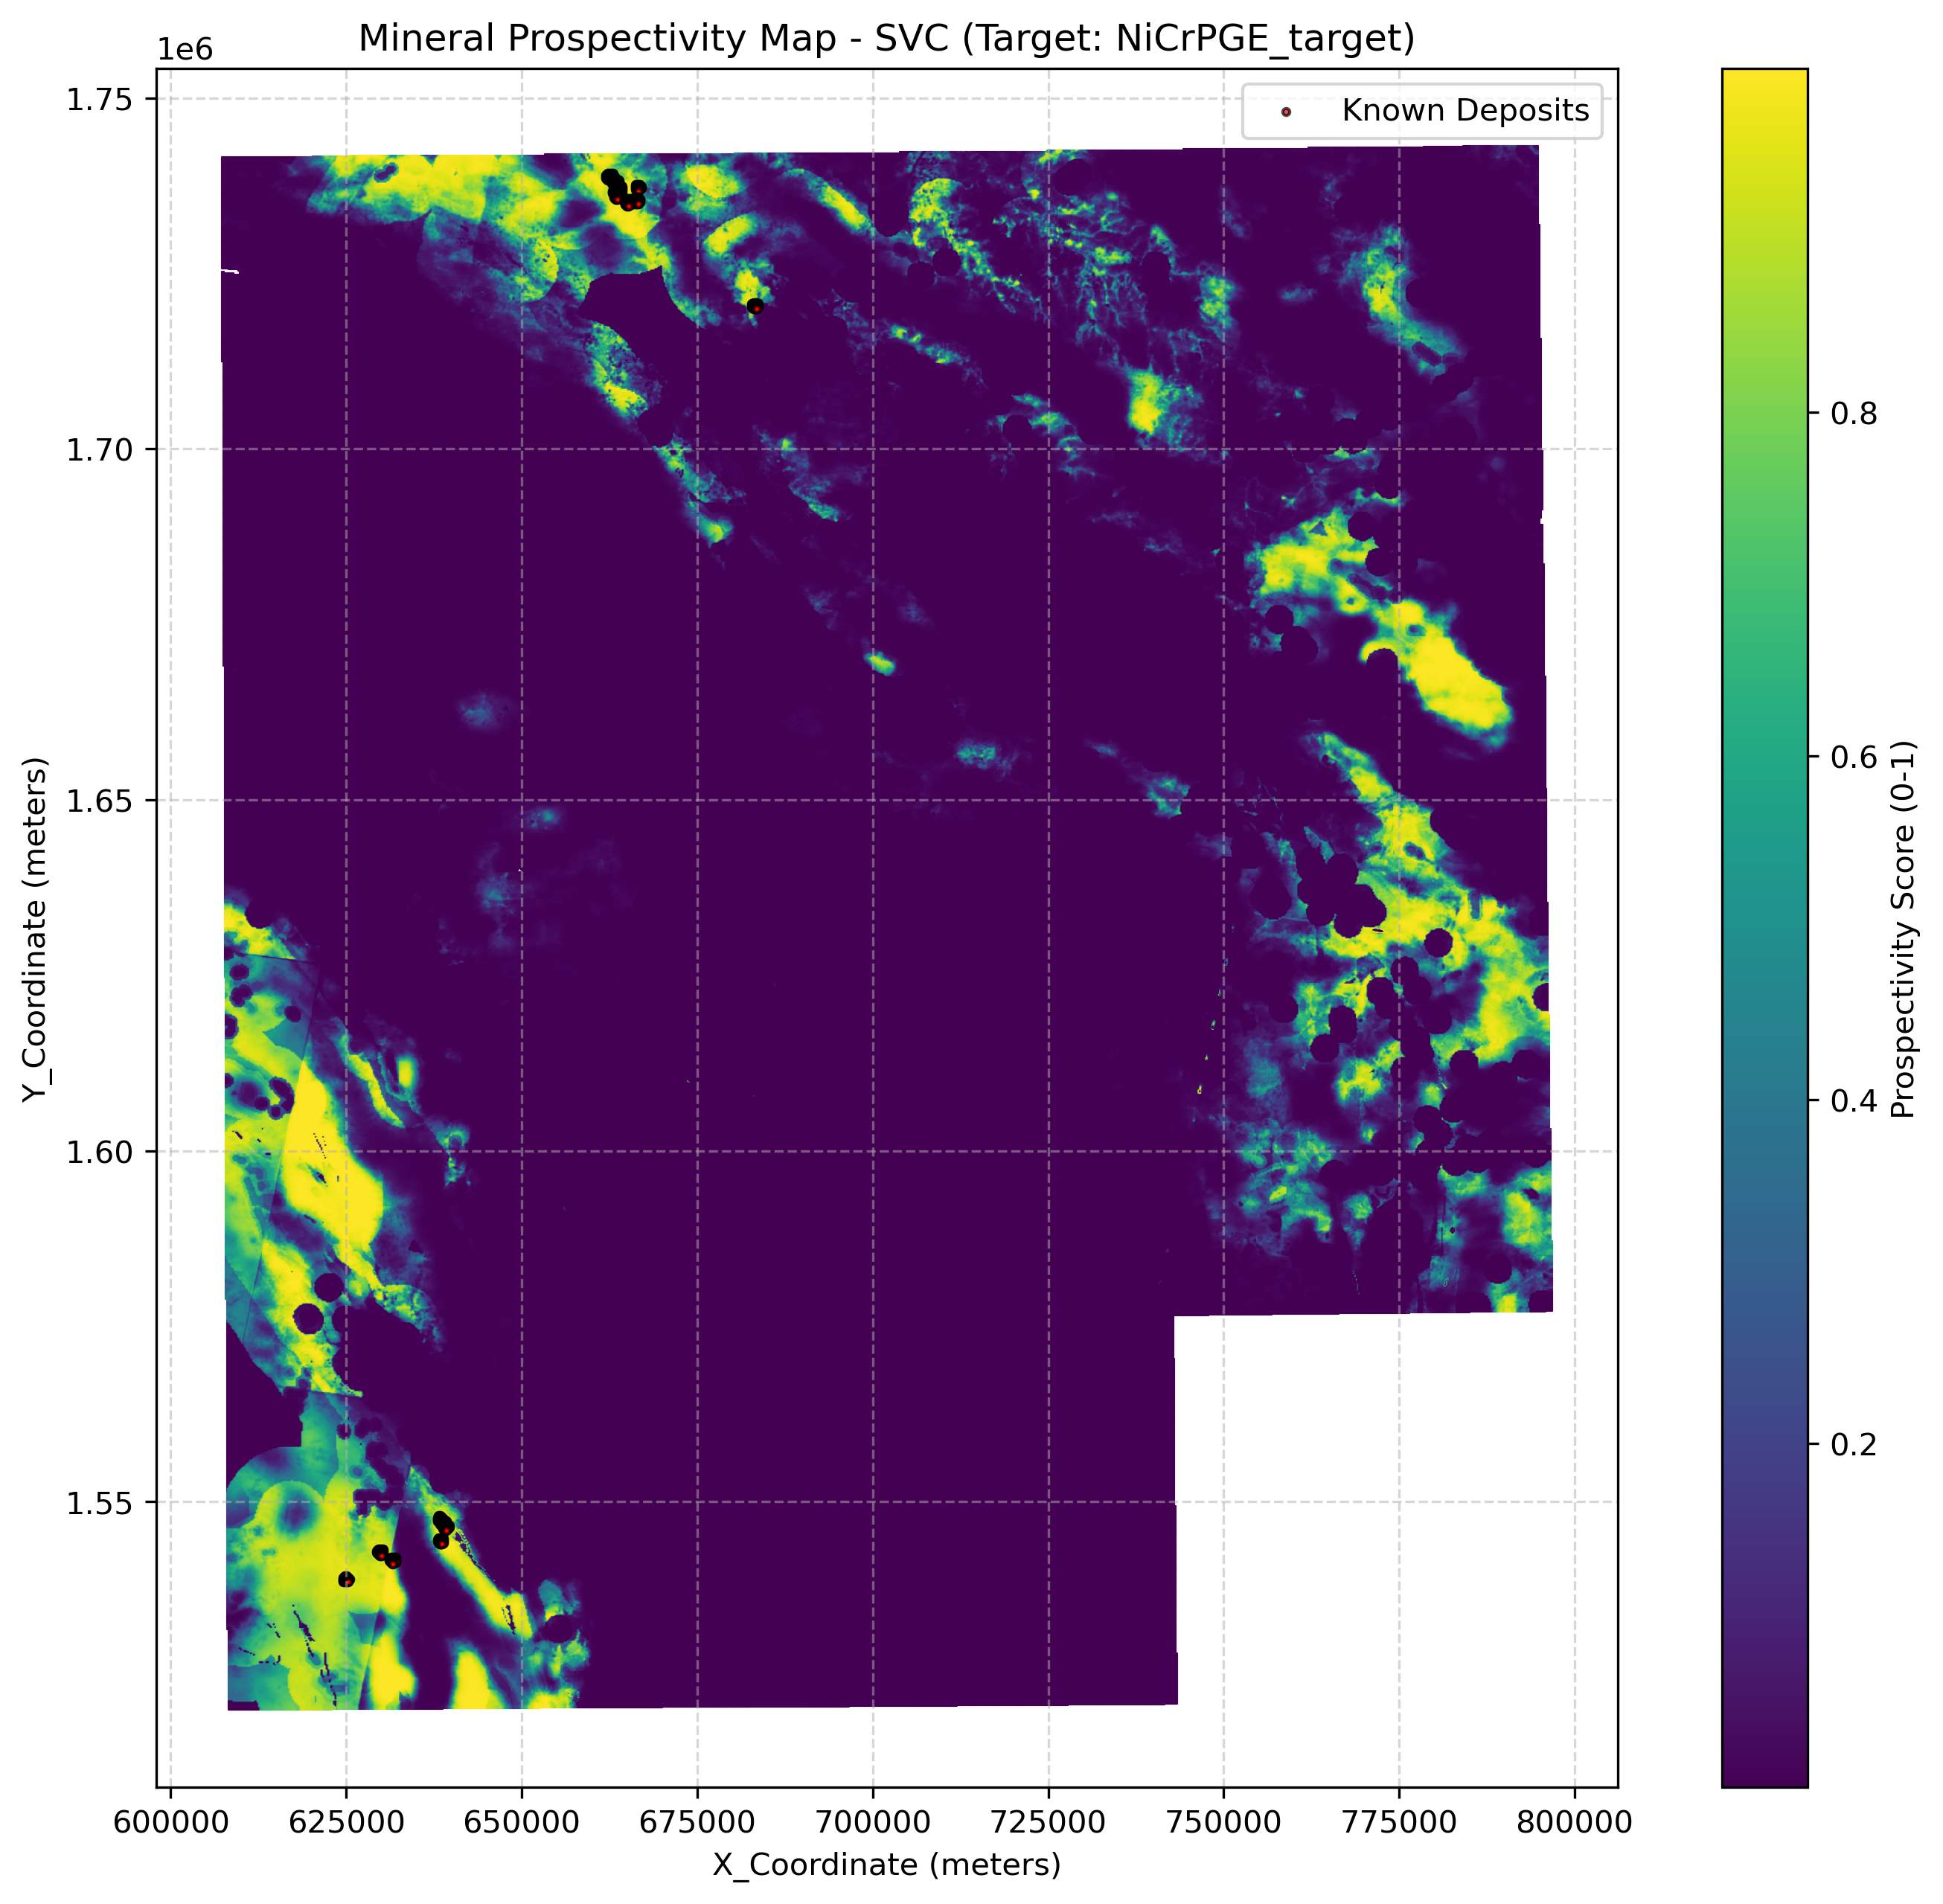 Mineral Prospectivity Map - SVC (Target: NiCrPGE_target)
1e6
Known Deposits
1.75
1.70
1.65
1.60
1.55
Y_Coordinate (meters)
600000 625000 650000 675000 700000 725000 750000 775000 800000
X_Coordinate (meters)
0.8
0.6
0.4
0.2
Prospectivity Score (0-1)